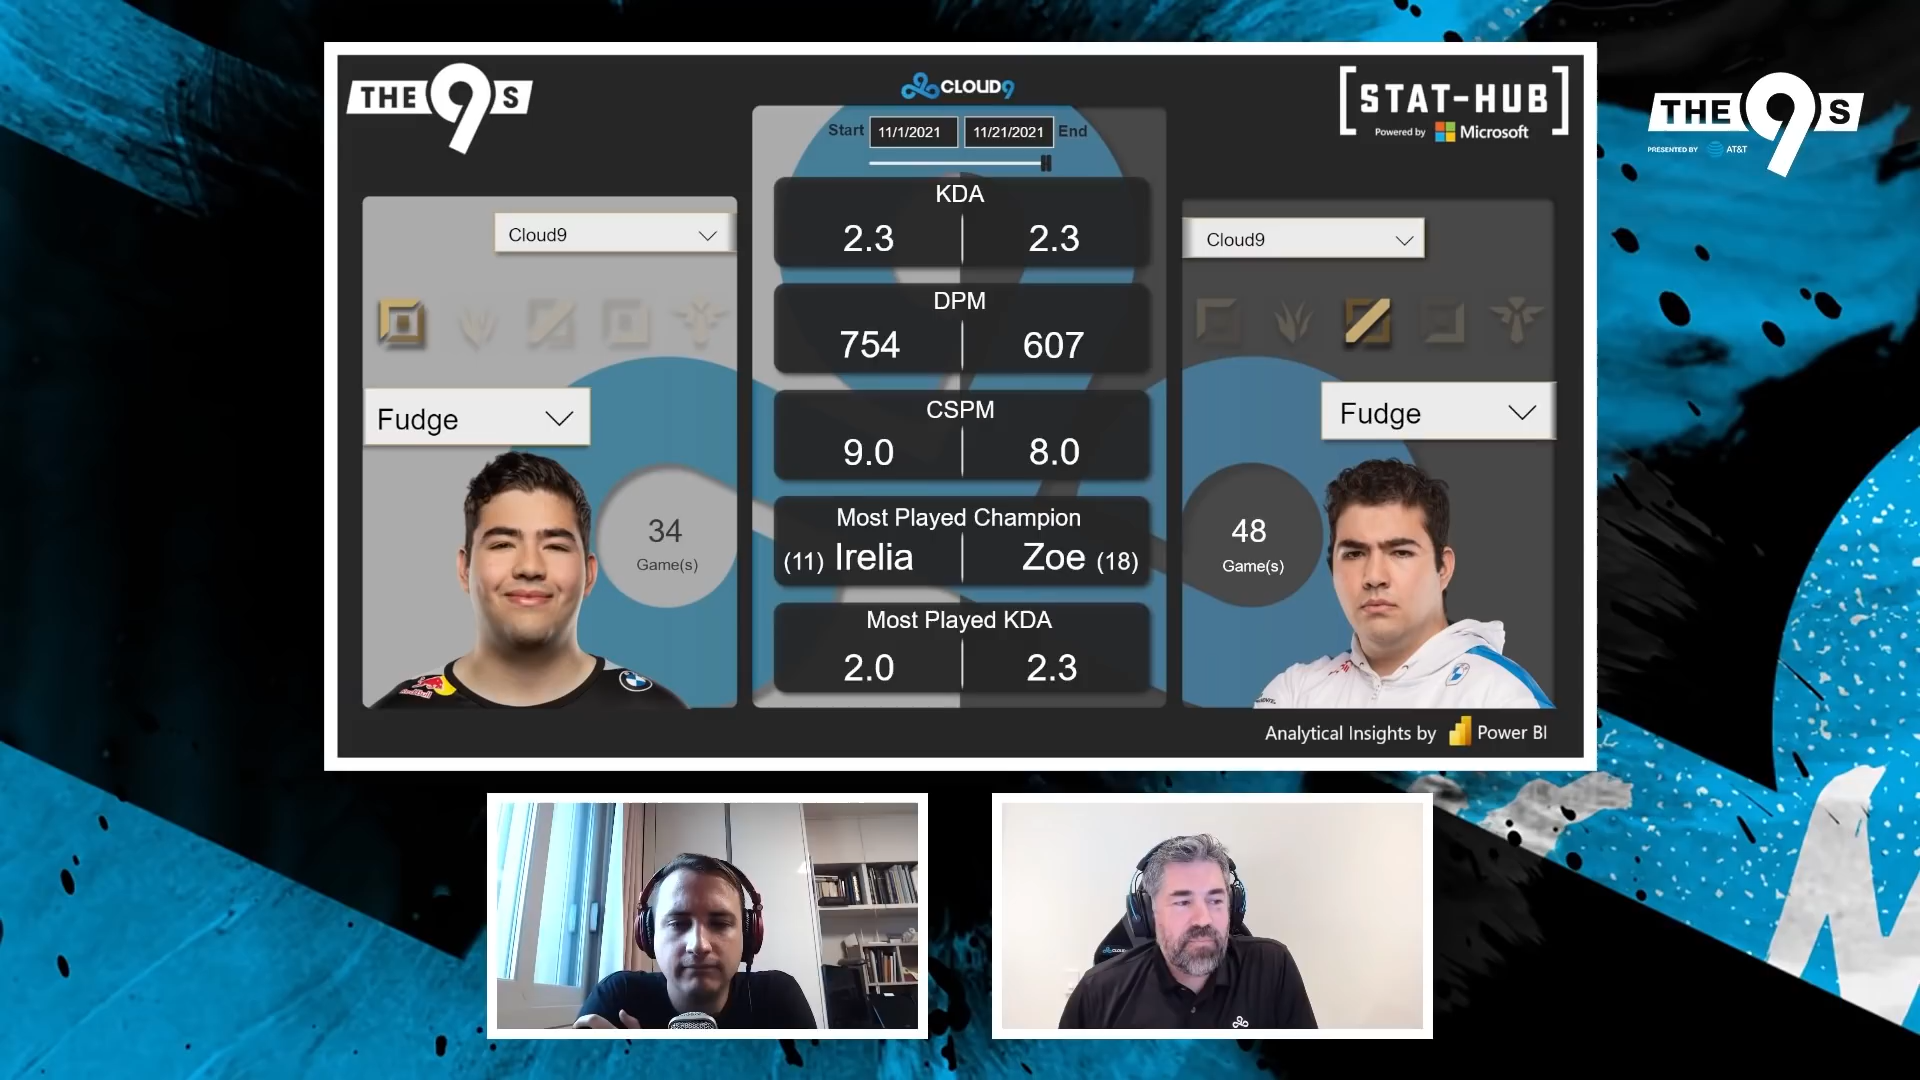 THE 9s
CLOUD9
[STAT-HUB]
Powered by Microsoft
THE 9s
PRESENTED BY AT&T
Start 11/1/2021 11/21/2021 End
Cloud9
Cloud9
KDA
2.3 2.3
DPM
754 607
Fudge
Fudge
CSPM
9.0 8.0
34
Game(s)
48
Game(s)
Most Played Champion
(11) Irelia Zoe (18)
Most Played KDA
2.0 2.3
RedBull
Analytical Insights by Power BI